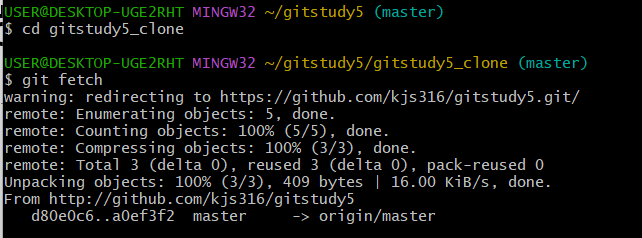 USER@DESKTOP-UGE2RHT MINGW32 ~/gitstudy5 (master)
$ cd gitstudy5_clone
USER@DESKTOP-UGE2RHT MINGW32 ~/gitstudy5/gitstudy5_clone (master)
$ git fetch
warning: redirecting to https://github.com/kjs316/gitstudy5.git/
remote: Enumerating objects: 5, done.
remote: Counting objects: 100% (5/5), done.
remote: Compressing objects: 100% (3/3), done.
remote: Total 3 (delta 0), reused 3 (delta 0), pack-reused 0
Unpacking objects: 100% (3/3), 409 bytes | 16.00 KiB/s, done.
From http://github.com/kjs316/gitstudy5
   d80e0c6..a0ef3f2  master     -> origin/master